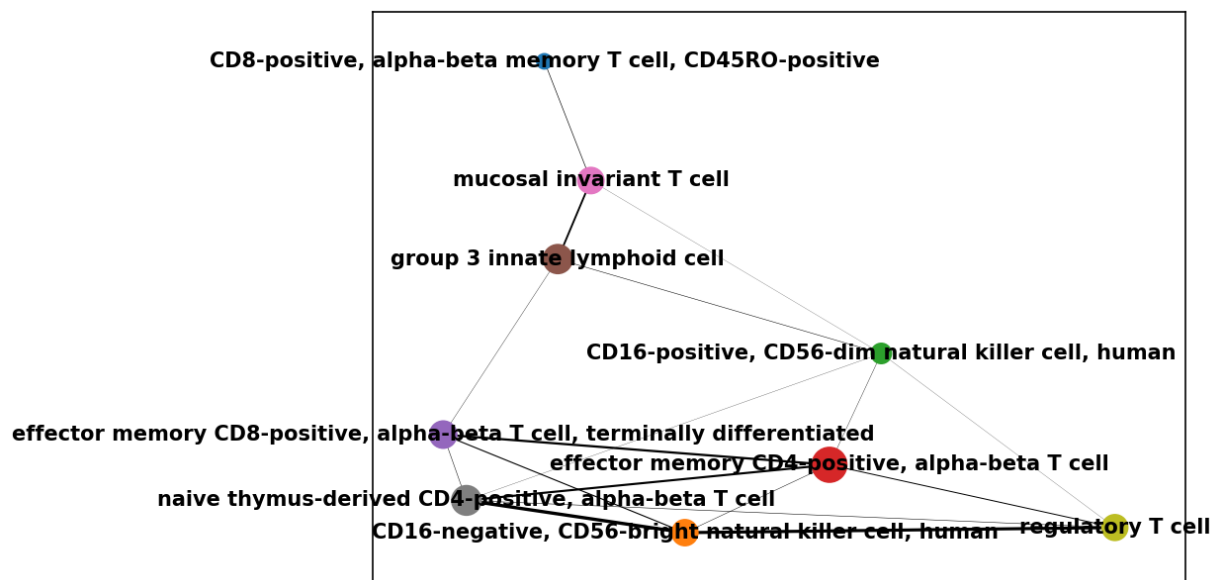 CD8-positive, alpha-beta memory T cell, CD45RO-positive
mucosal invariant T cell
group 3 innate lymphoid cell
CD16-positive, CD56-dim natural killer cell, human
effector memory CD8-positive, alpha-beta T cell, terminally differentiated
effector memory CD4-positive, alpha-beta T cell
naive thymus-derived CD4-positive, alpha-beta T cell
CD16-negative, CD56-bright natural killer cell, human
regulatory T cell